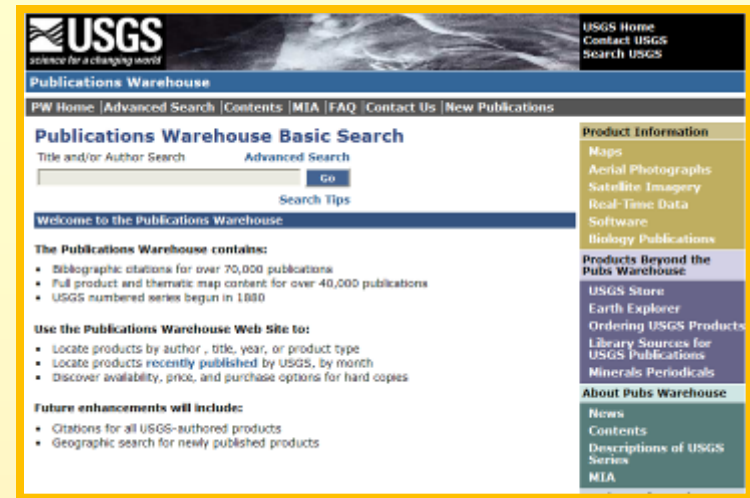 USGS
science for a changing world
USGS Home
Contact USGS
Search USGS
Publications Warehouse
PW Home |Advanced Search |Contents |MIA |FAQ |Contact Us |New Publications
Publications Warehouse Basic Search
Title and/or Author Search Advanced Search
Go
Search Tips
Welcome to the Publications Warehouse
The Publications Warehouse contains:
• Bibliographic citations for over 70,000 publications
• Full product and thematic map content for over 40,000 publications
• USGS numbered series begun in 1880
Use the Publications Warehouse Web Site to:
• Locate products by author , title, year, or product type
• Locate products recently published by USGS, by month
• Discover availability, price, and purchase options for hard copies
Future enhancements will include:
• Citations for all USGS-authored products
• Geographic search for newly published products
Product Information
Maps
Aerial Photographs
Satellite Imagery
Real-Time Data
Software
Biology Publications
Products Beyond the
Pubs Warehouse
USGS Store
Earth Explorer
Ordering USGS Products
Library Sources for
USGS Publications
Minerals Periodicals
About Pubs Warehouse
News
Contents
Descriptions of USGS
Series
MIA